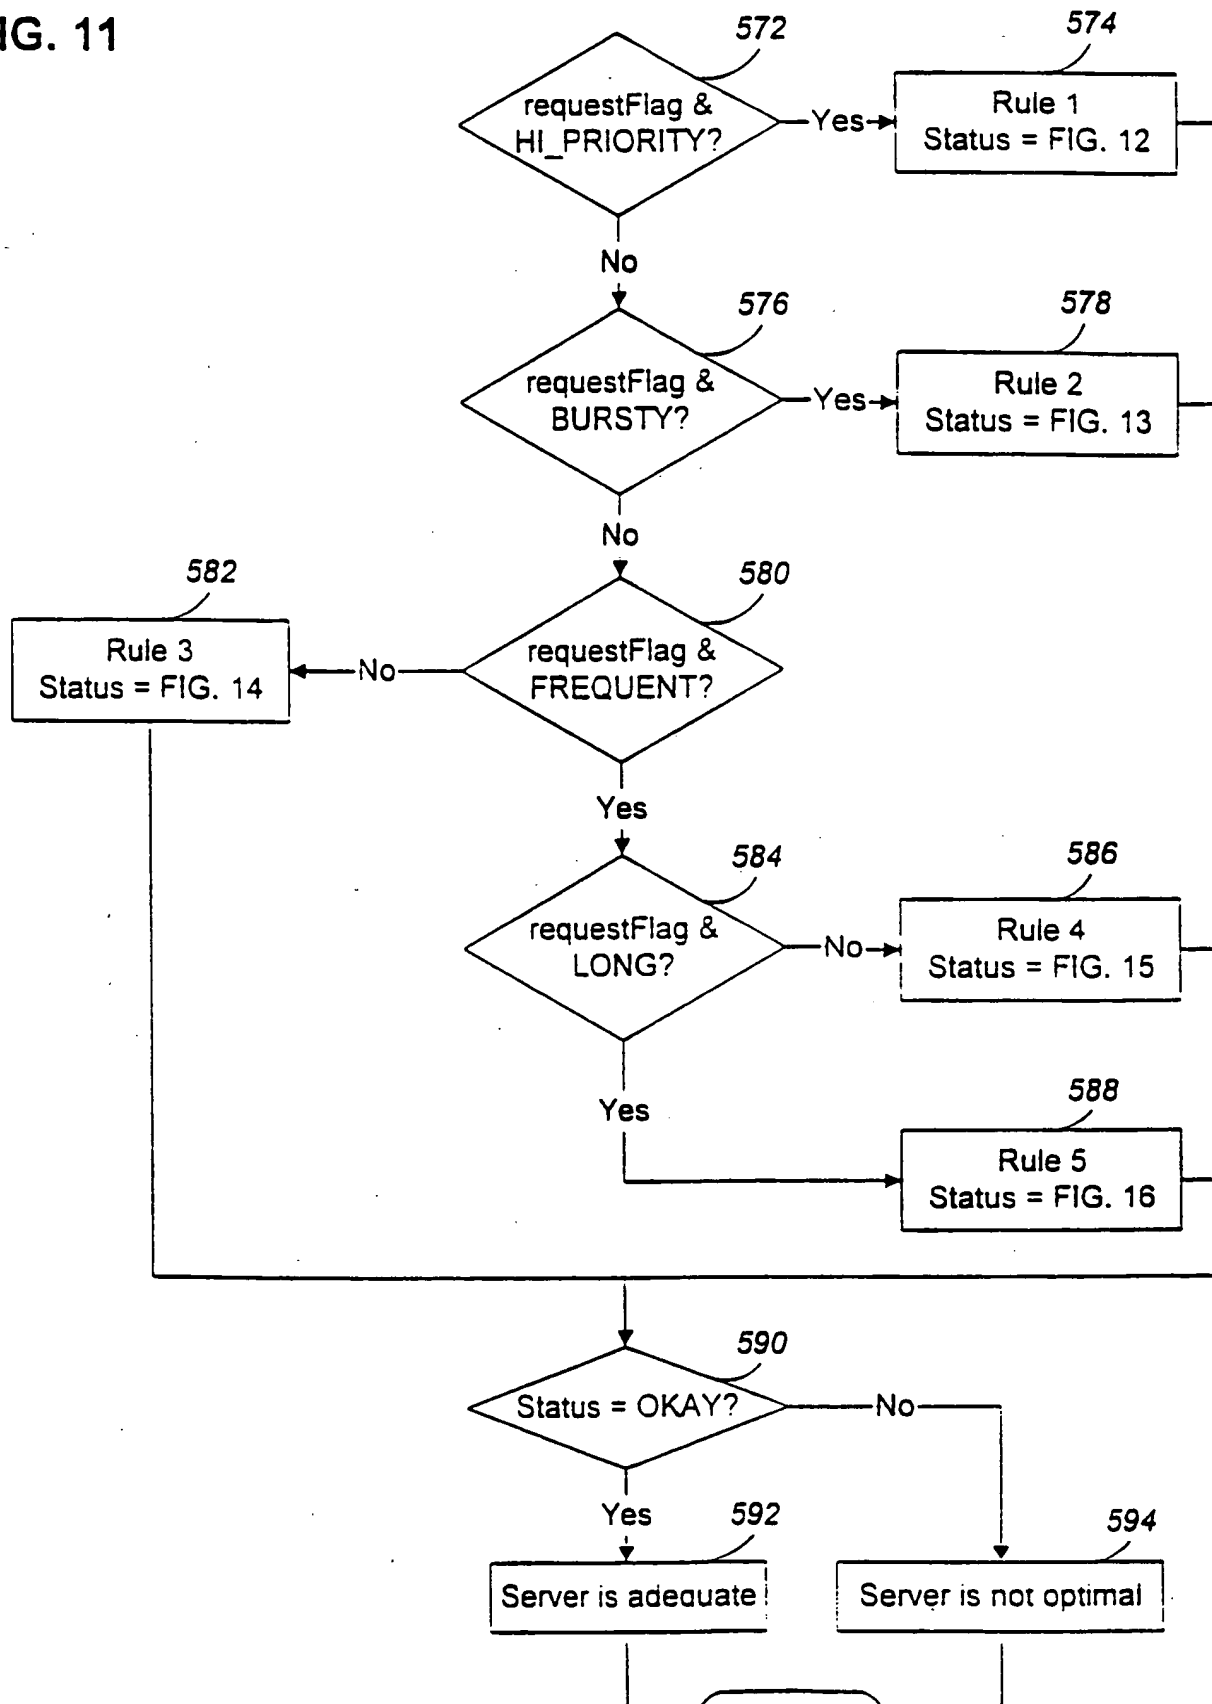 IG. 11
572
requestFlag &
HI_PRIORITY?
Yes
574
Rule 1
Status = FIG. 12
No
576
requestFlag &
BURSTY?
Yes
578
Rule 2
Status = FIG. 13
No
580
requestFlag &
FREQUENT?
No
582
Rule 3
Status = FIG. 14
Yes
584
requestFlag &
LONG?
No
586
Rule 4
Status = FIG. 15
Yes
588
Rule 5
Status = FIG. 16
590
Status = OKAY?
No
Yes
592
Server is adequate
594
Server is not optimal